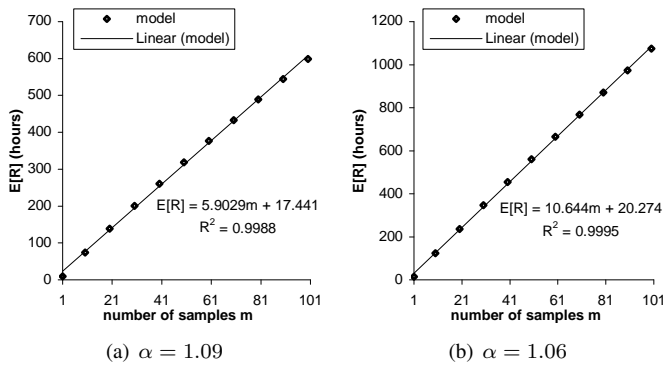 model
Linear (model)
700
600
500
400
300
200
100
0
E[R] (hours)
E[R] = 5.9029m + 17.441
R² = 0.9988
1 21 41 61 81 101
number of samples m
(a) α = 1.09
model
Linear (model)
1200
1000
800
600
400
200
0
E[R] (hours)
E[R] = 10.644m + 20.274
R² = 0.9995
1 21 41 61 81 101
number of samples m
(b) α = 1.06